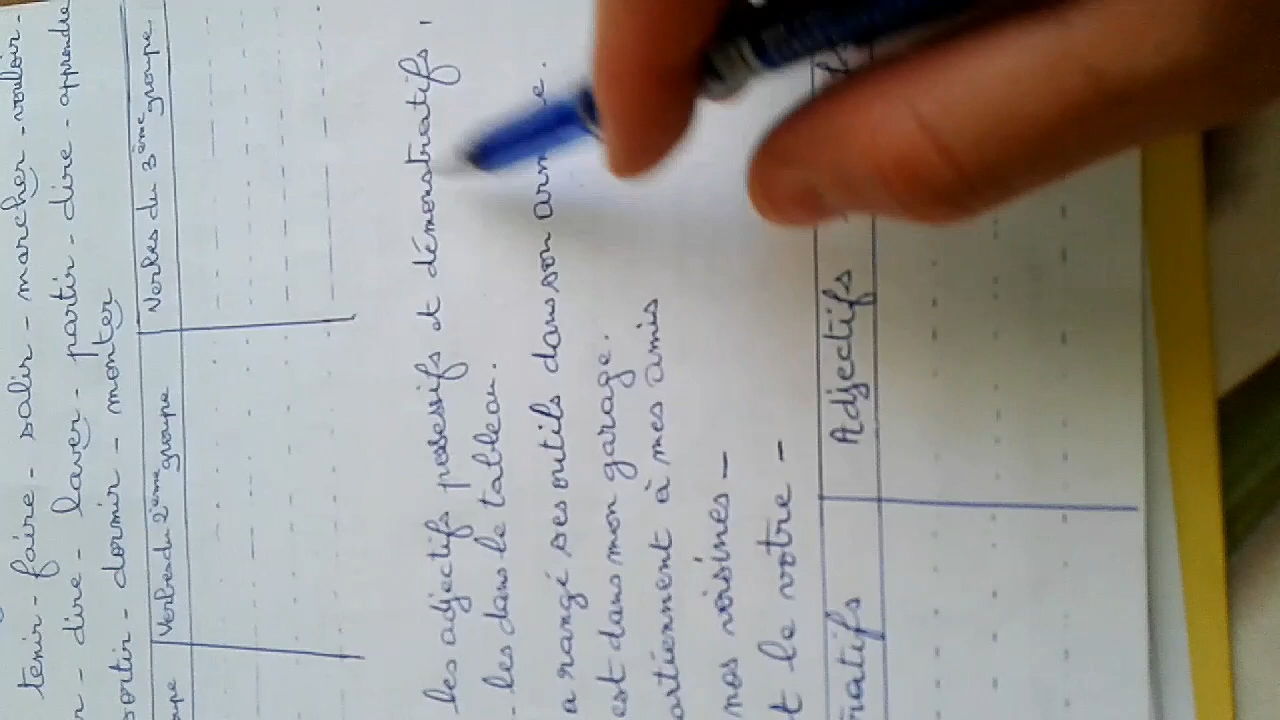 tenir - faire - salir - marcher - vouloir -
r - dire - laver - partir - dire - apprendre
sortir - dormir - monter
upe Verbes du 2ème groupe Verbes du 3ème groupe
les adjectifs possessifs et démonstratifs,
- les dans le tableau.
a rangé ses outils dans son arm e.
est dans mon garage.
artiennent à mes amis
nos voisines -
t le votre -
ratifs Adjectifs